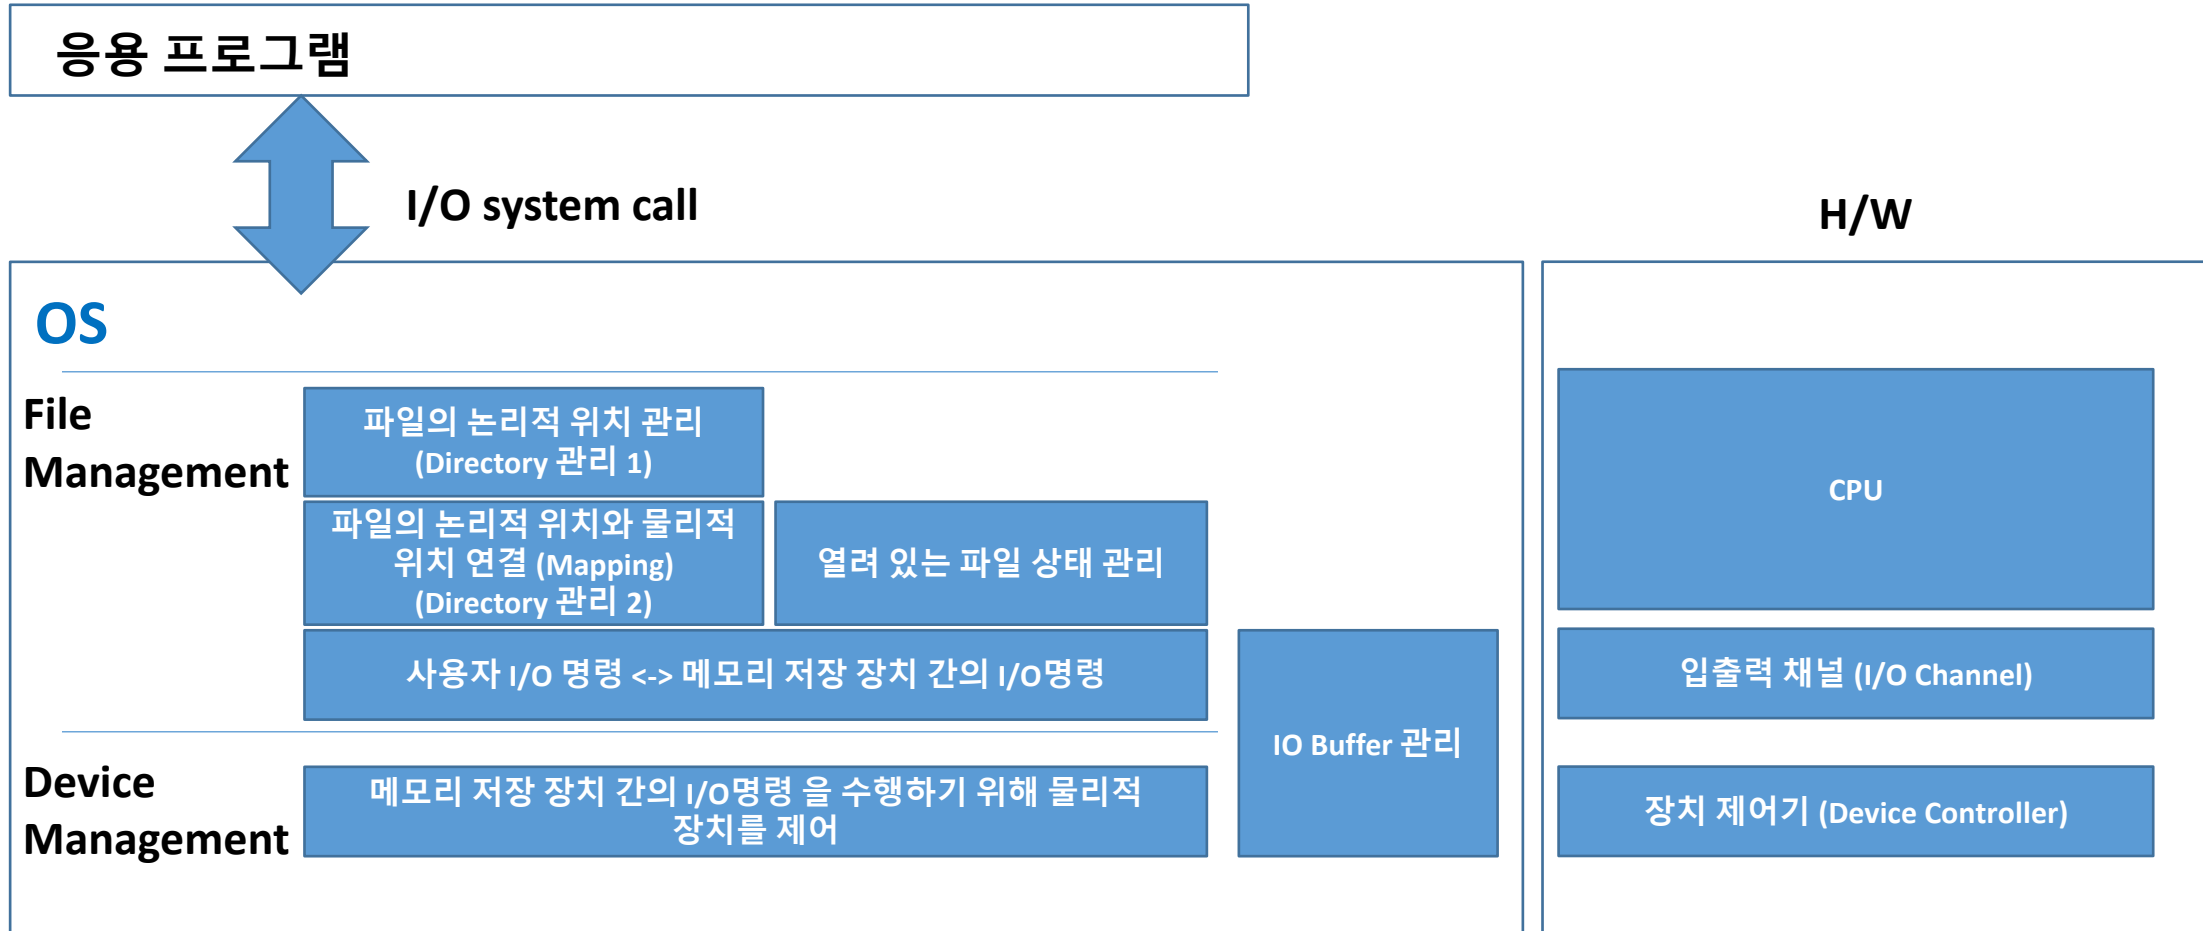 응용 프로그램
I/O system call
H/W
OS
File
Management
파일의 논리적 위치 관리
(Directory 관리 1)
파일의 논리적 위치와 물리적
위치 연결 (Mapping)
(Directory 관리 2)
열려 있는 파일 상태 관리
사용자 I/O 명령 <-> 메모리 저장 장치 간의 I/O명령
IO Buffer 관리
Device
Management
메모리 저장 장치 간의 I/O명령 을 수행하기 위해 물리적
장치를 제어
CPU
입출력 채널 (I/O Channel)
장치 제어기 (Device Controller)